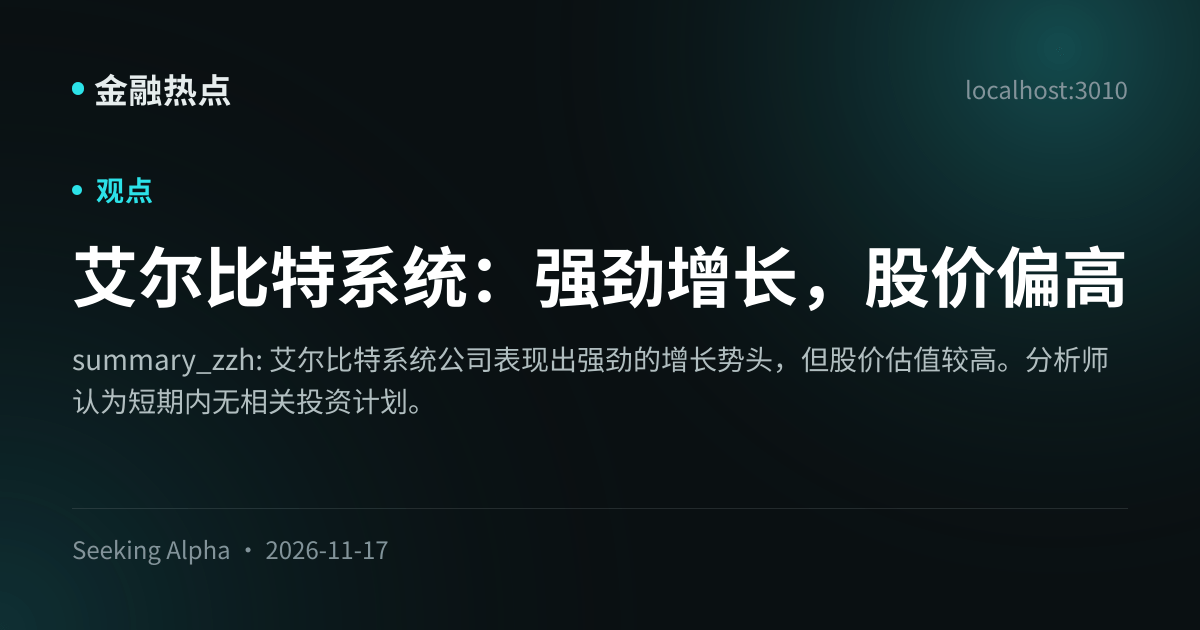 金融热点
localhost:3010
观点
艾尔比特系统：强劲增长，股价偏高
summary_zzh: 艾尔比特系统公司表现出强劲的增长势头，但股价估值较高。分析师
认为短期内无相关投资计划。
Seeking Alpha • 2026-11-17